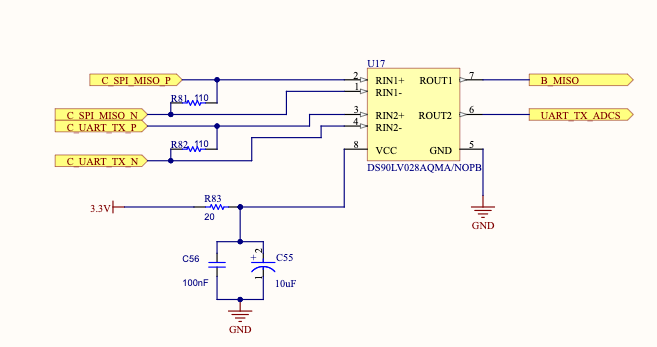 U17
C_SPI_MISO_P
2 RIN1+ ROUT1 7 B_MISO
1 RIN1-
R81 110
C_SPI_MISO_N
3 RIN2+ ROUT2 6 UART_TX_ADCS
C_UART_TX_P
4 RIN2-
R82 110
8 VCC GND 5
C_UART_TX_N
DS90LV028AQMA/NOPB
R83
3.3V
20
GND
C56 + 2 C55
1
100nF 10uF
GND